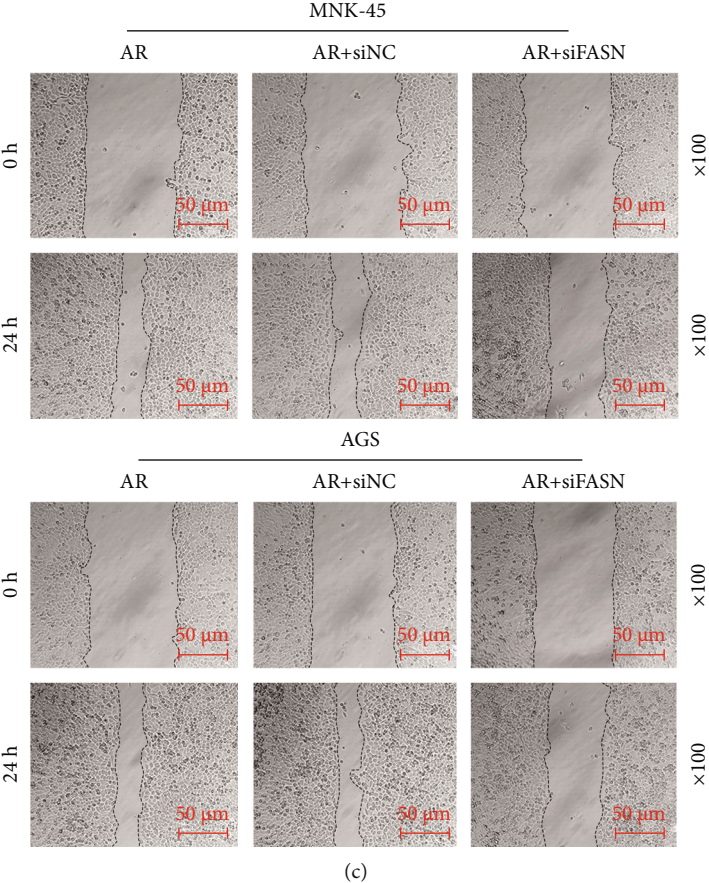 MNK-45
AR AR+siNC AR+siFASN
0 h 50 μm 50 μm 50 μm ×100
24 h 50 μm 50 μm 50 μm ×100
AGS
AR AR+siNC AR+siFASN
0 h 50 μm 50 μm 50 μm ×100
24 h 50 μm 50 μm 50 μm ×100
(c)